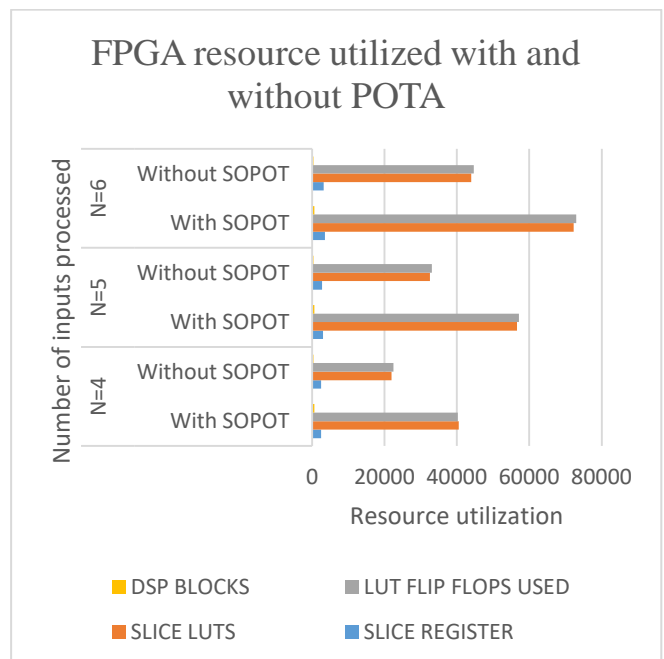 FPGA resource utilized with and
without POTA
Number of inputs processed
N=6
Without SOPOT
With SOPOT
N=5
Without SOPOT
With SOPOT
N=4
Without SOPOT
With SOPOT
0 20000 40000 60000 80000
Resource utilization
DSP BLOCKS LUT FLIP FLOPS USED
SLICE LUTS SLICE REGISTER